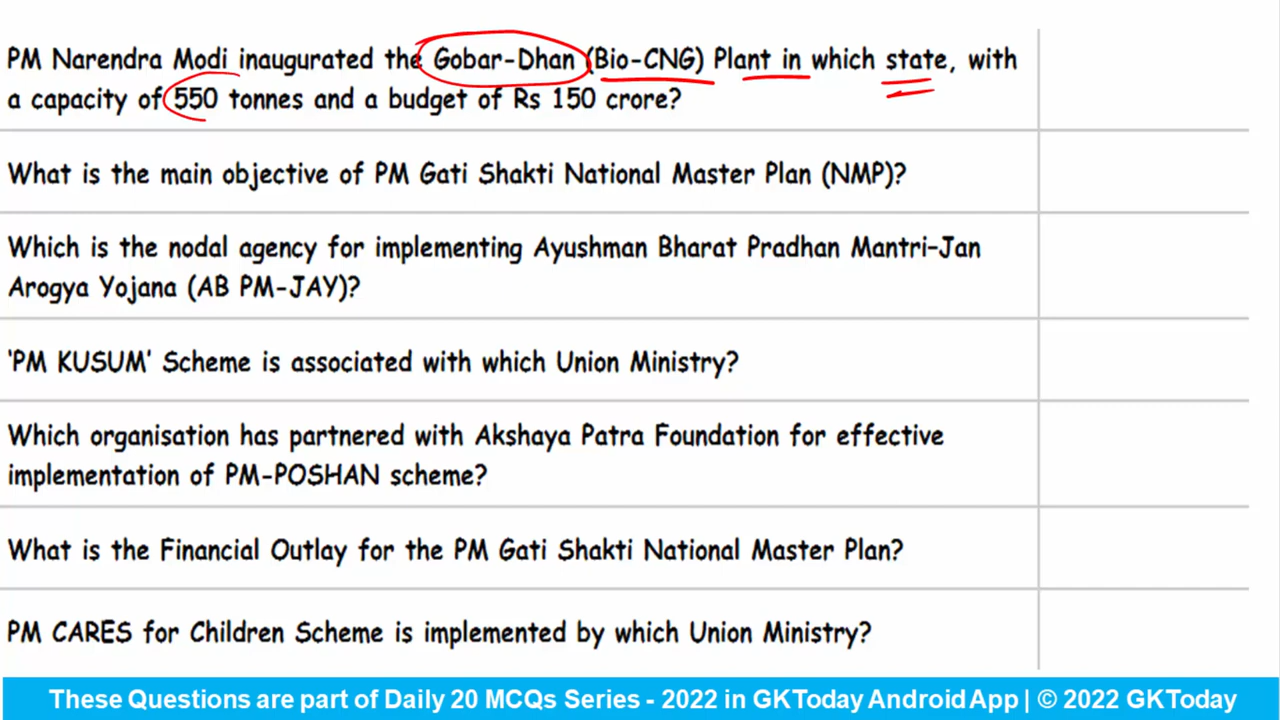 PM Narendra Modi inaugurated the Gobar-Dhan (Bio-CNG) Plant in which state, with
a capacity of 550 tonnes and a budget of Rs 150 crore?
What is the main objective of PM Gati Shakti National Master Plan (NMP)?
Which is the nodal agency for implementing Ayushman Bharat Pradhan Mantri-Jan
Arogya Yojana (AB PM-JAY)?
‘PM KUSUM’ Scheme is associated with which Union Ministry?
Which organisation has partnered with Akshaya Patra Foundation for effective
implementation of PM-POSHAN scheme?
What is the Financial Outlay for the PM Gati Shakti National Master Plan?
PM CARES for Children Scheme is implemented by which Union Ministry?
These Questions are part of Daily 20 MCQs Series - 2022 in GKToday Android App | © 2022 GKToday